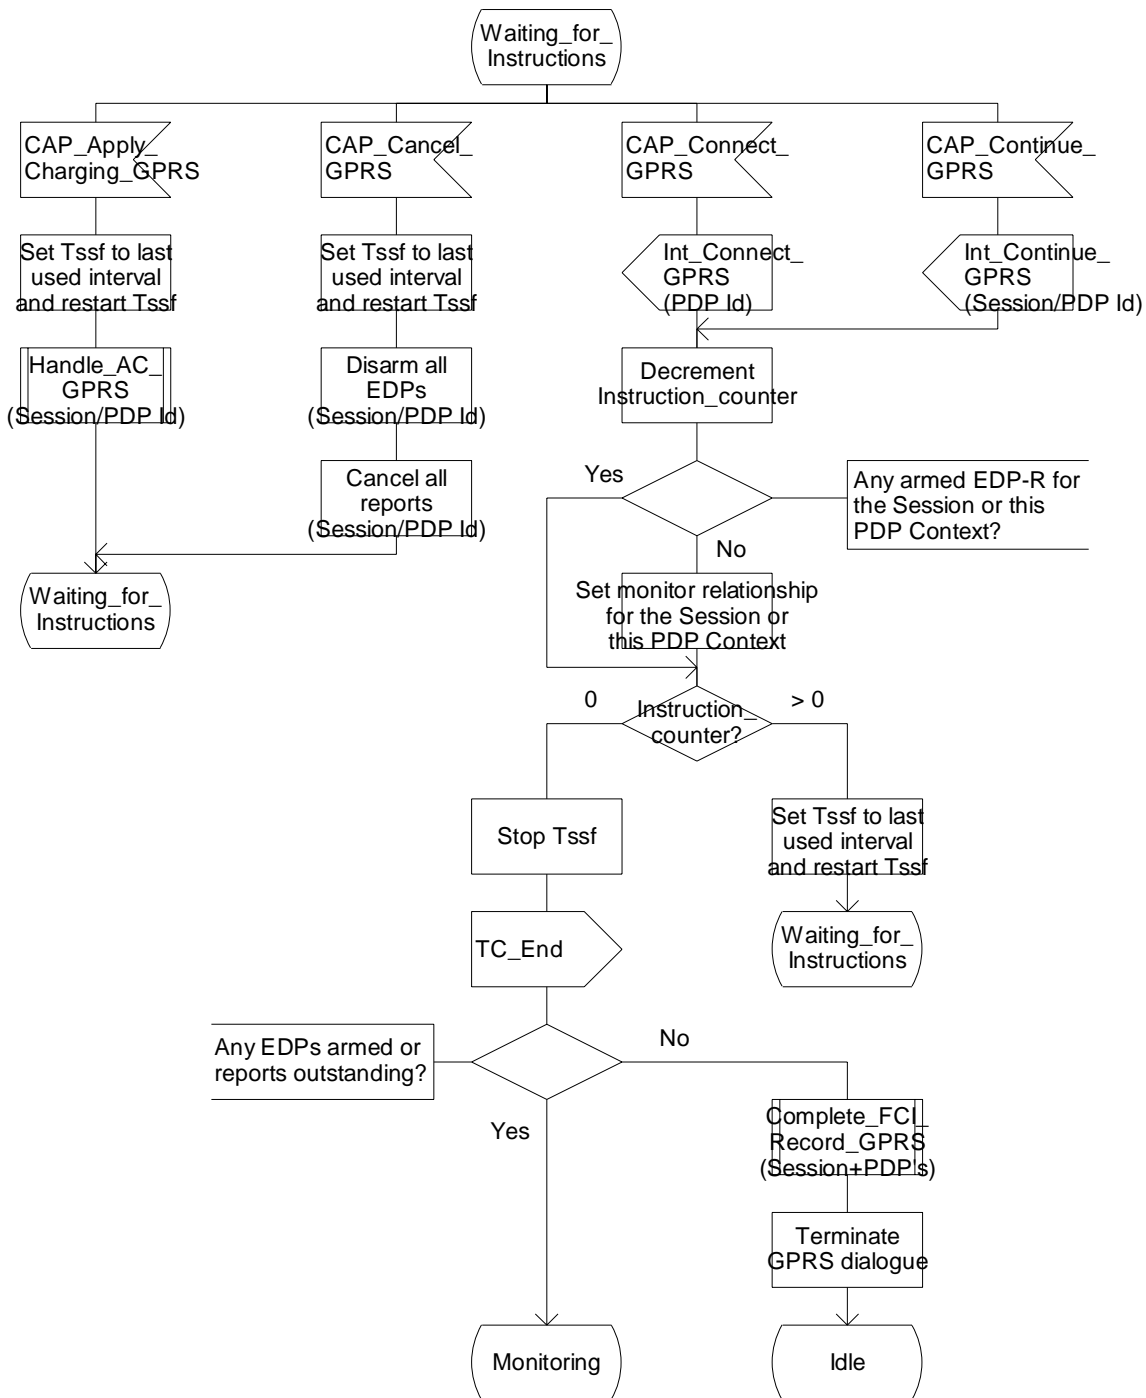 Waiting_for_
Instructions
CAP_Apply_
Charging_GPRS
CAP_Cancel_
GPRS
CAP_Connect_
GPRS
CAP_Continue_
GPRS
Set Tssf to last
used interval
and restart Tssf
Set Tssf to last
used interval
and restart Tssf
Int_Connect_
GPRS
(PDP Id)
Int_Continue_
GPRS
(Session/PDP Id)
Handle_AC_
GPRS
(Session/PDP Id)
Disarm all
EDPs
(Session/PDP Id)
Decrement
Instruction_counter
Cancel all
reports
(Session/PDP Id)
Yes
Any armed EDP-R for
the Session or this
PDP Context?
No
Waiting_for_
Instructions
Set monitor relationship
for the Session or
this PDP Context
0
Instruction_
counter?
> 0
Stop Tssf
Set Tssf to last
used interval
and restart Tssf
TC_End
Waiting_for_
Instructions
Any EDPs armed or
reports outstanding?
No
Yes
Complete_FCI_
Record_GPRS
(Session+PDP's)
Terminate
GPRS dialogue
Monitoring
Idle